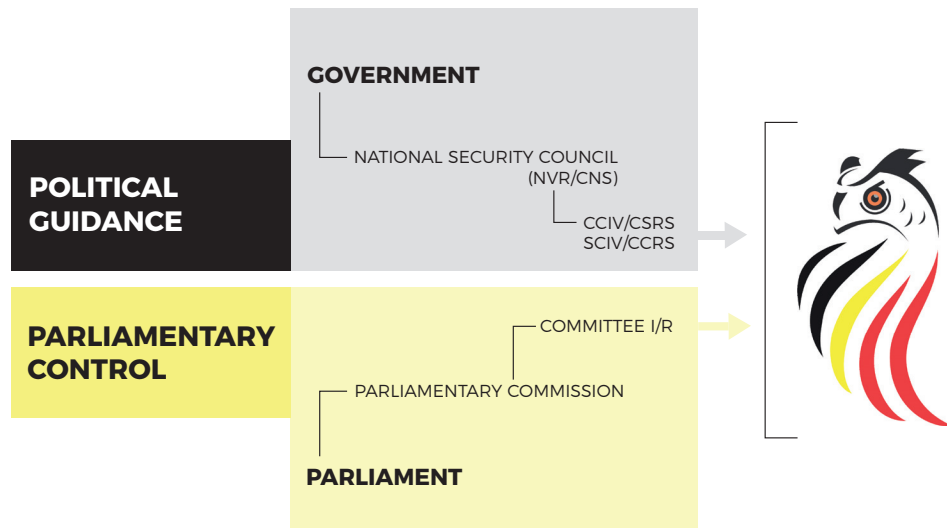 GOVERNMENT
NATIONAL SECURITY COUNCIL
(NVR/CNS)
CCIV/CSRS
SCIV/CCRS
POLITICAL
GUIDANCE
PARLIAMENTARY
CONTROL
COMMITTEE I/R
PARLIAMENTARY COMMISSION
PARLIAMENT